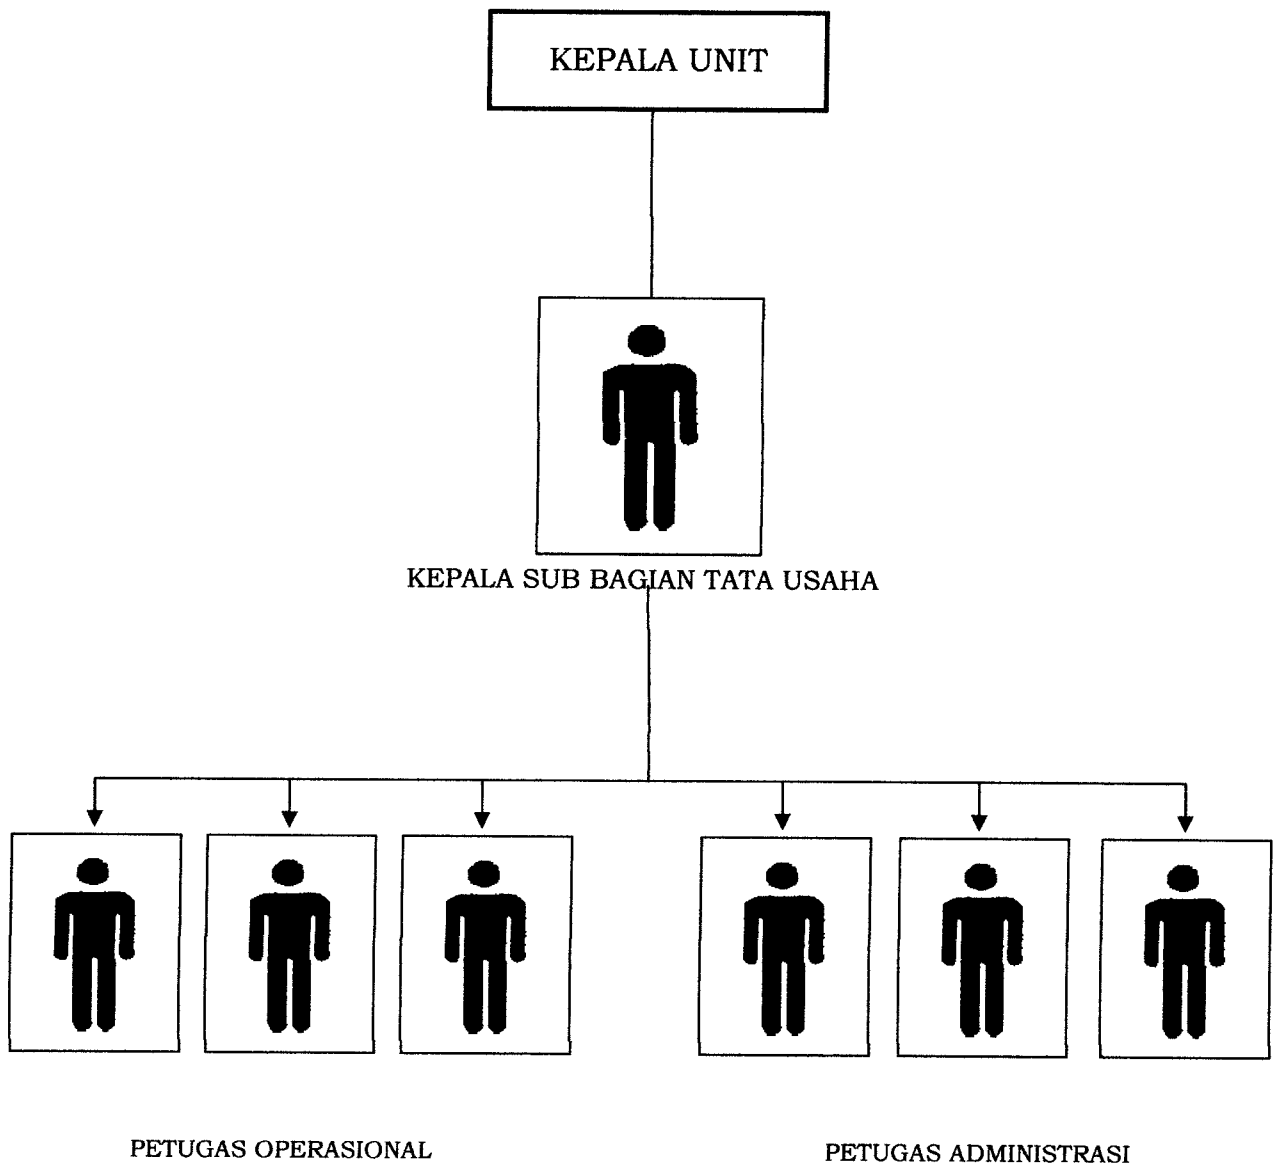 KEPALA UNIT
KEPALA SUB BAGIAN TATA USAHA
PETUGAS OPERASIONAL
PETUGAS ADMINISTRASI